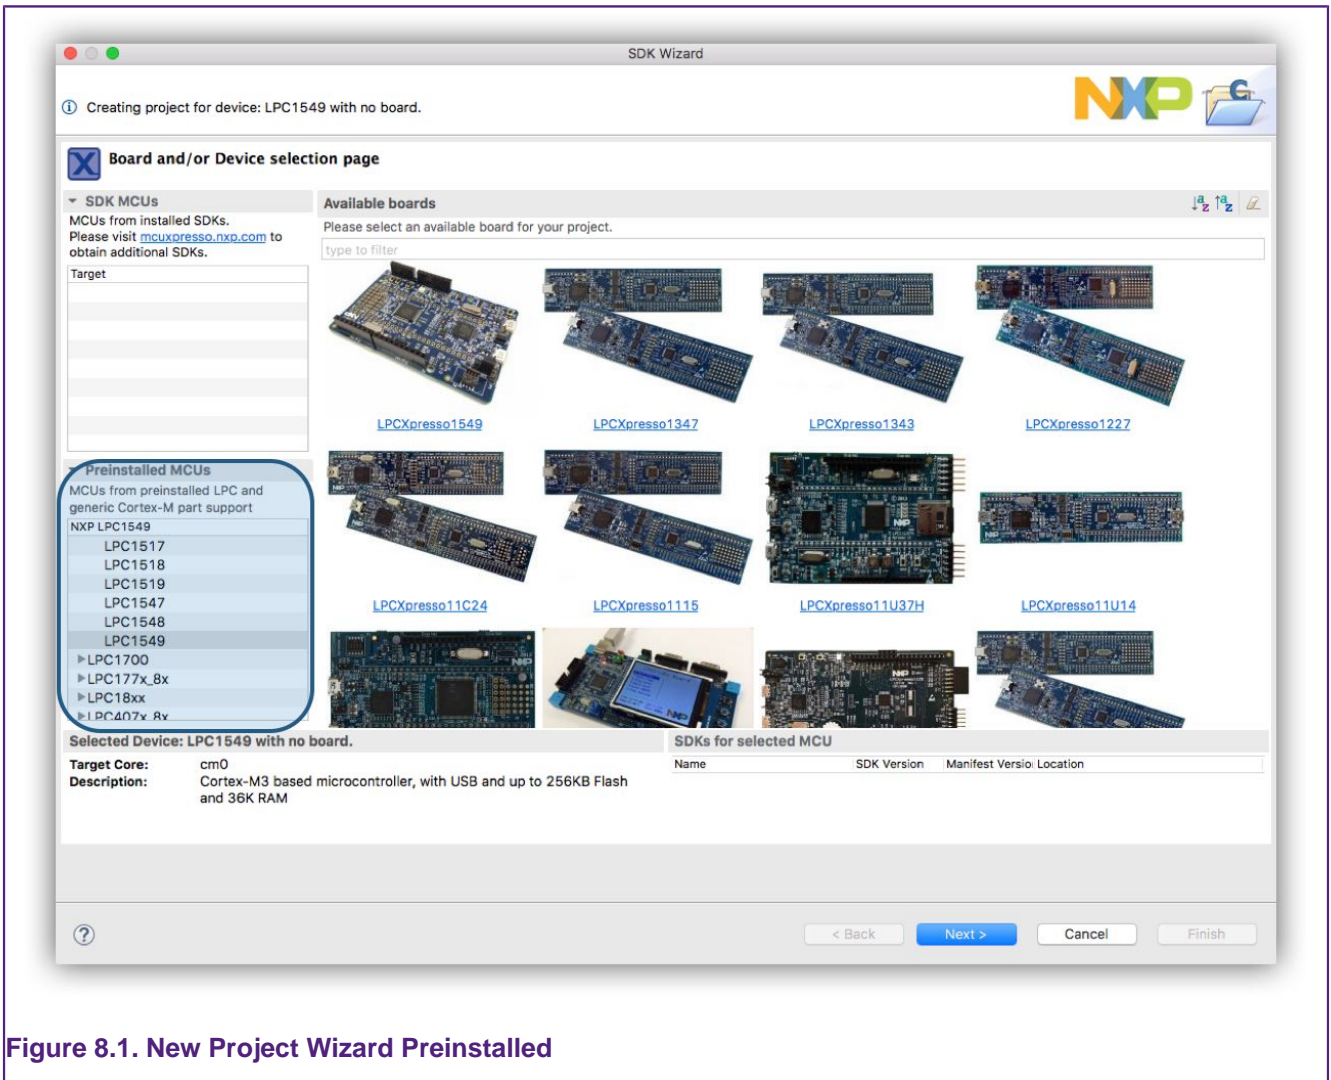 SDK Wizard
Creating project for device: LPC1549 with no board.
NXP
C
Board and/or Device selection page
SDK MCUs
MCUs from installed SDKs.
Please visit mcuxpresso.nxp.com to
obtain additional SDKs.
Target
Available boards
Please select an available board for your project.
type to filter
LPCXpresso1549
LPCXpresso1347
LPCXpresso1343
LPCXpresso1227
LPCXpresso11C24
LPCXpresso1115
LPCXpresso11U37H
LPCXpresso11U14
Preinstalled MCUs
MCUs from preinstalled LPC and
generic Cortex-M part support
NXP LPC1549
LPC1517
LPC1518
LPC1519
LPC1547
LPC1548
LPC1549
LPC1700
LPC177x_8x
LPC18xx
LPC407x_8x
Selected Device: LPC1549 with no board.
Target Core: cm0
Description: Cortex-M3 based microcontroller, with USB and up to 256KB Flash
and 36K RAM
SDKs for selected MCU
Name SDK Version Manifest Versio Location
? < Back Next > Cancel Finish
Figure 8.1. New Project Wizard Preinstalled